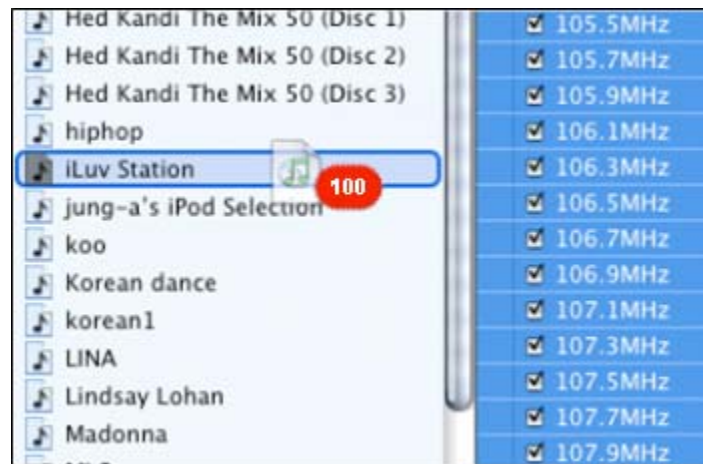 Hed Kandi The Mix 50 (Disc 1)
Hed Kandi The Mix 50 (Disc 2)
Hed Kandi The Mix 50 (Disc 3)
hiphop
iLuv Station
100
jung-a's iPod Selection
koo
Korean dance
korean1
LINA
Lindsay Lohan
Madonna
105.5MHz
105.7MHz
105.9MHz
106.1MHz
106.3MHz
106.5MHz
106.7MHz
106.9MHz
107.1MHz
107.3MHz
107.5MHz
107.7MHz
107.9MHz